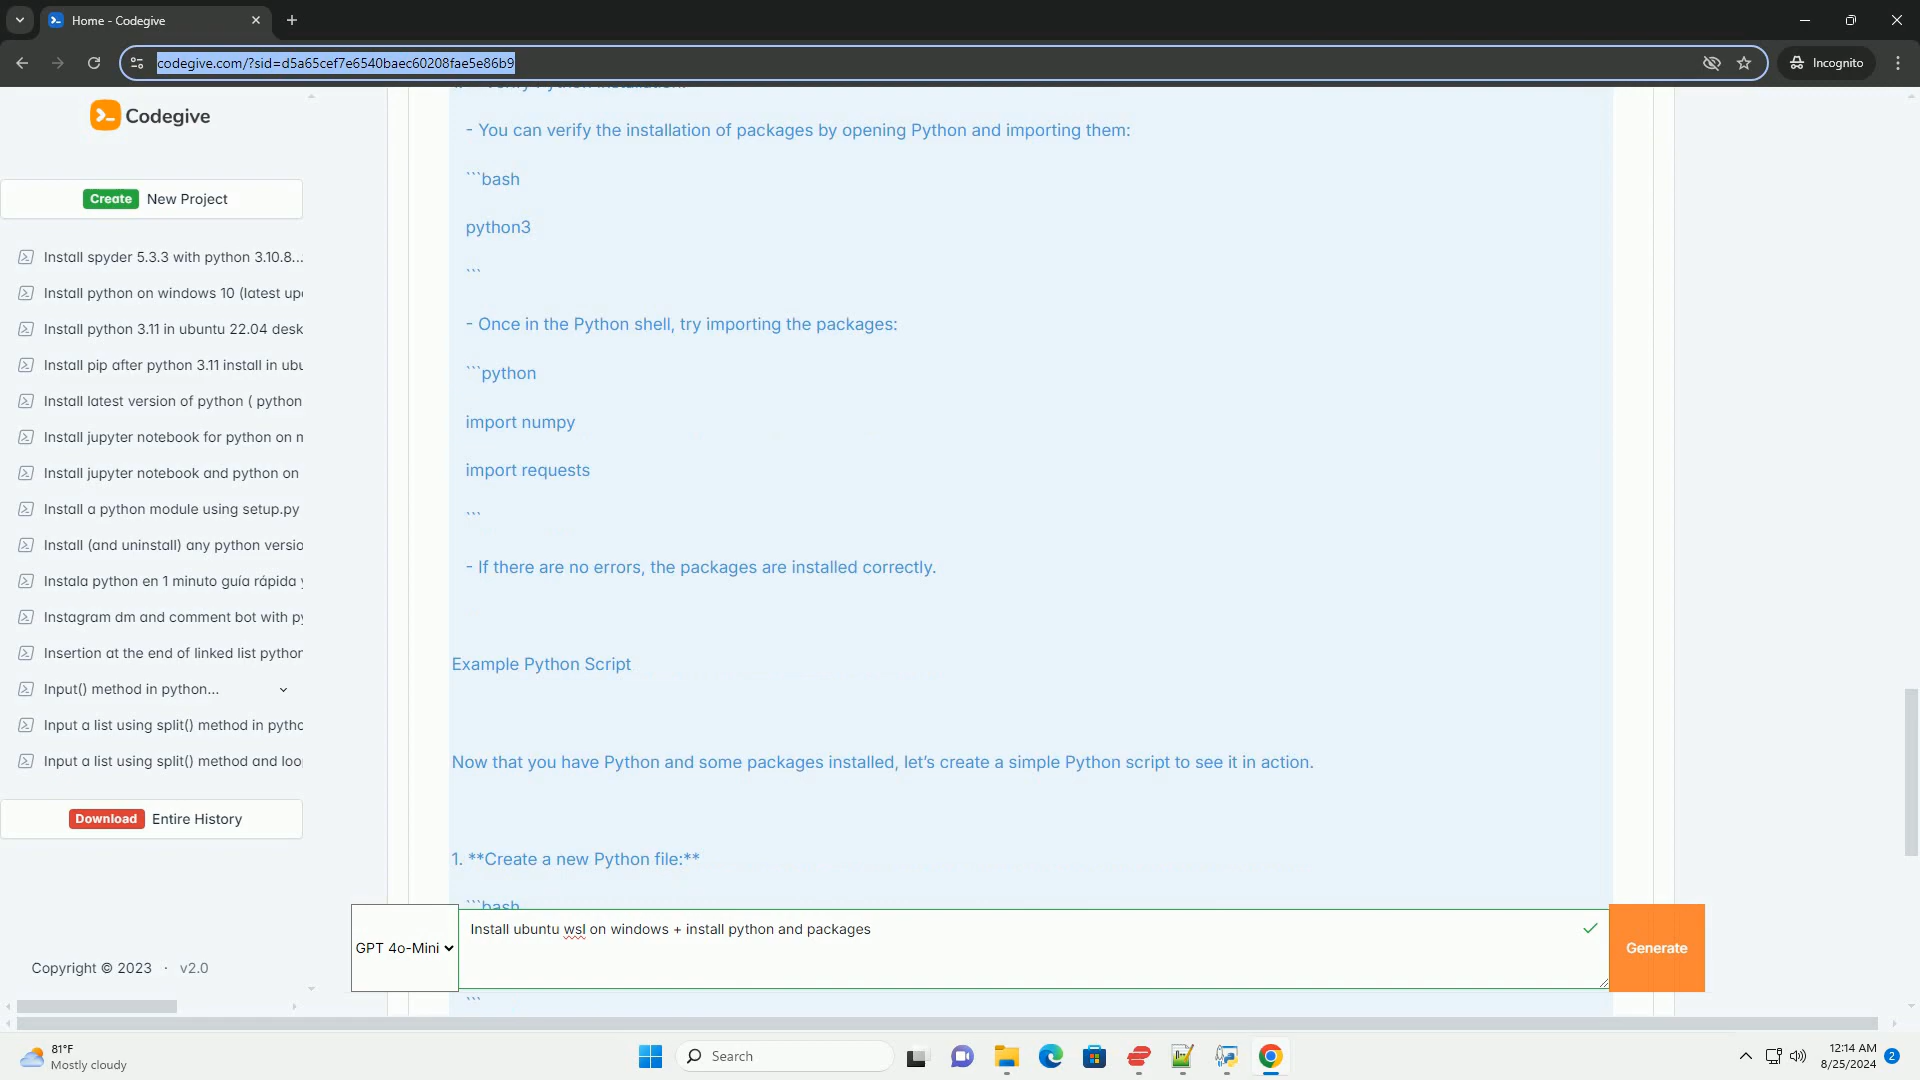 Home - Codegive
codegive.com/?sid=d5a65cef7e6540baec60208fae5e86b9
Incognito
Codegive
Create New Project
Install spyder 5.3.3 with python 3.10.8...
Install python on windows 10 (latest up
Install python 3.11 in ubuntu 22.04 desk
Install pip after python 3.11 install in ubu
Install latest version of python ( python
Install jupyter notebook for python on m
Install jupyter notebook and python on
Install a python module using setup.py
Install (and uninstall) any python versio
Instala python en 1 minuto guía rápida y
Instagram dm and comment bot with py
Insertion at the end of linked list python
Input() method in python...
Input a list using split() method in pytho
Input a list using split() method and loo
Download Entire History
Copyright © 2023 · v2.0
- You can verify the installation of packages by opening Python and importing them:
```bash
python3
```
- Once in the Python shell, try importing the packages:
```python
import numpy
import requests
```
- If there are no errors, the packages are installed correctly.
Example Python Script
Now that you have Python and some packages installed, let's create a simple Python script to see it in action.
1. **Create a new Python file:**
```bash
GPT 4o-Mini
Install ubuntu wsl on windows + install python and packages
Generate
```
81°F
Mostly cloudy
Search
12:14 AM
8/25/2024
2